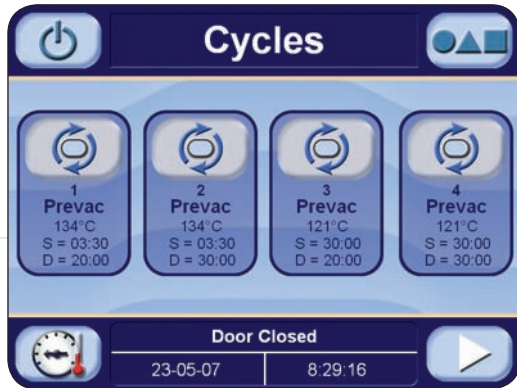 Cycles
1
Prevac
134°C
S = 03:30
D = 20:00
2
Prevac
134°C
S = 03:30
D = 30:00
3
Prevac
121°C
S = 30:00
D = 20:00
4
Prevac
121°C
S = 30:00
D = 30:00
Door Closed
23-05-07
8:29:16